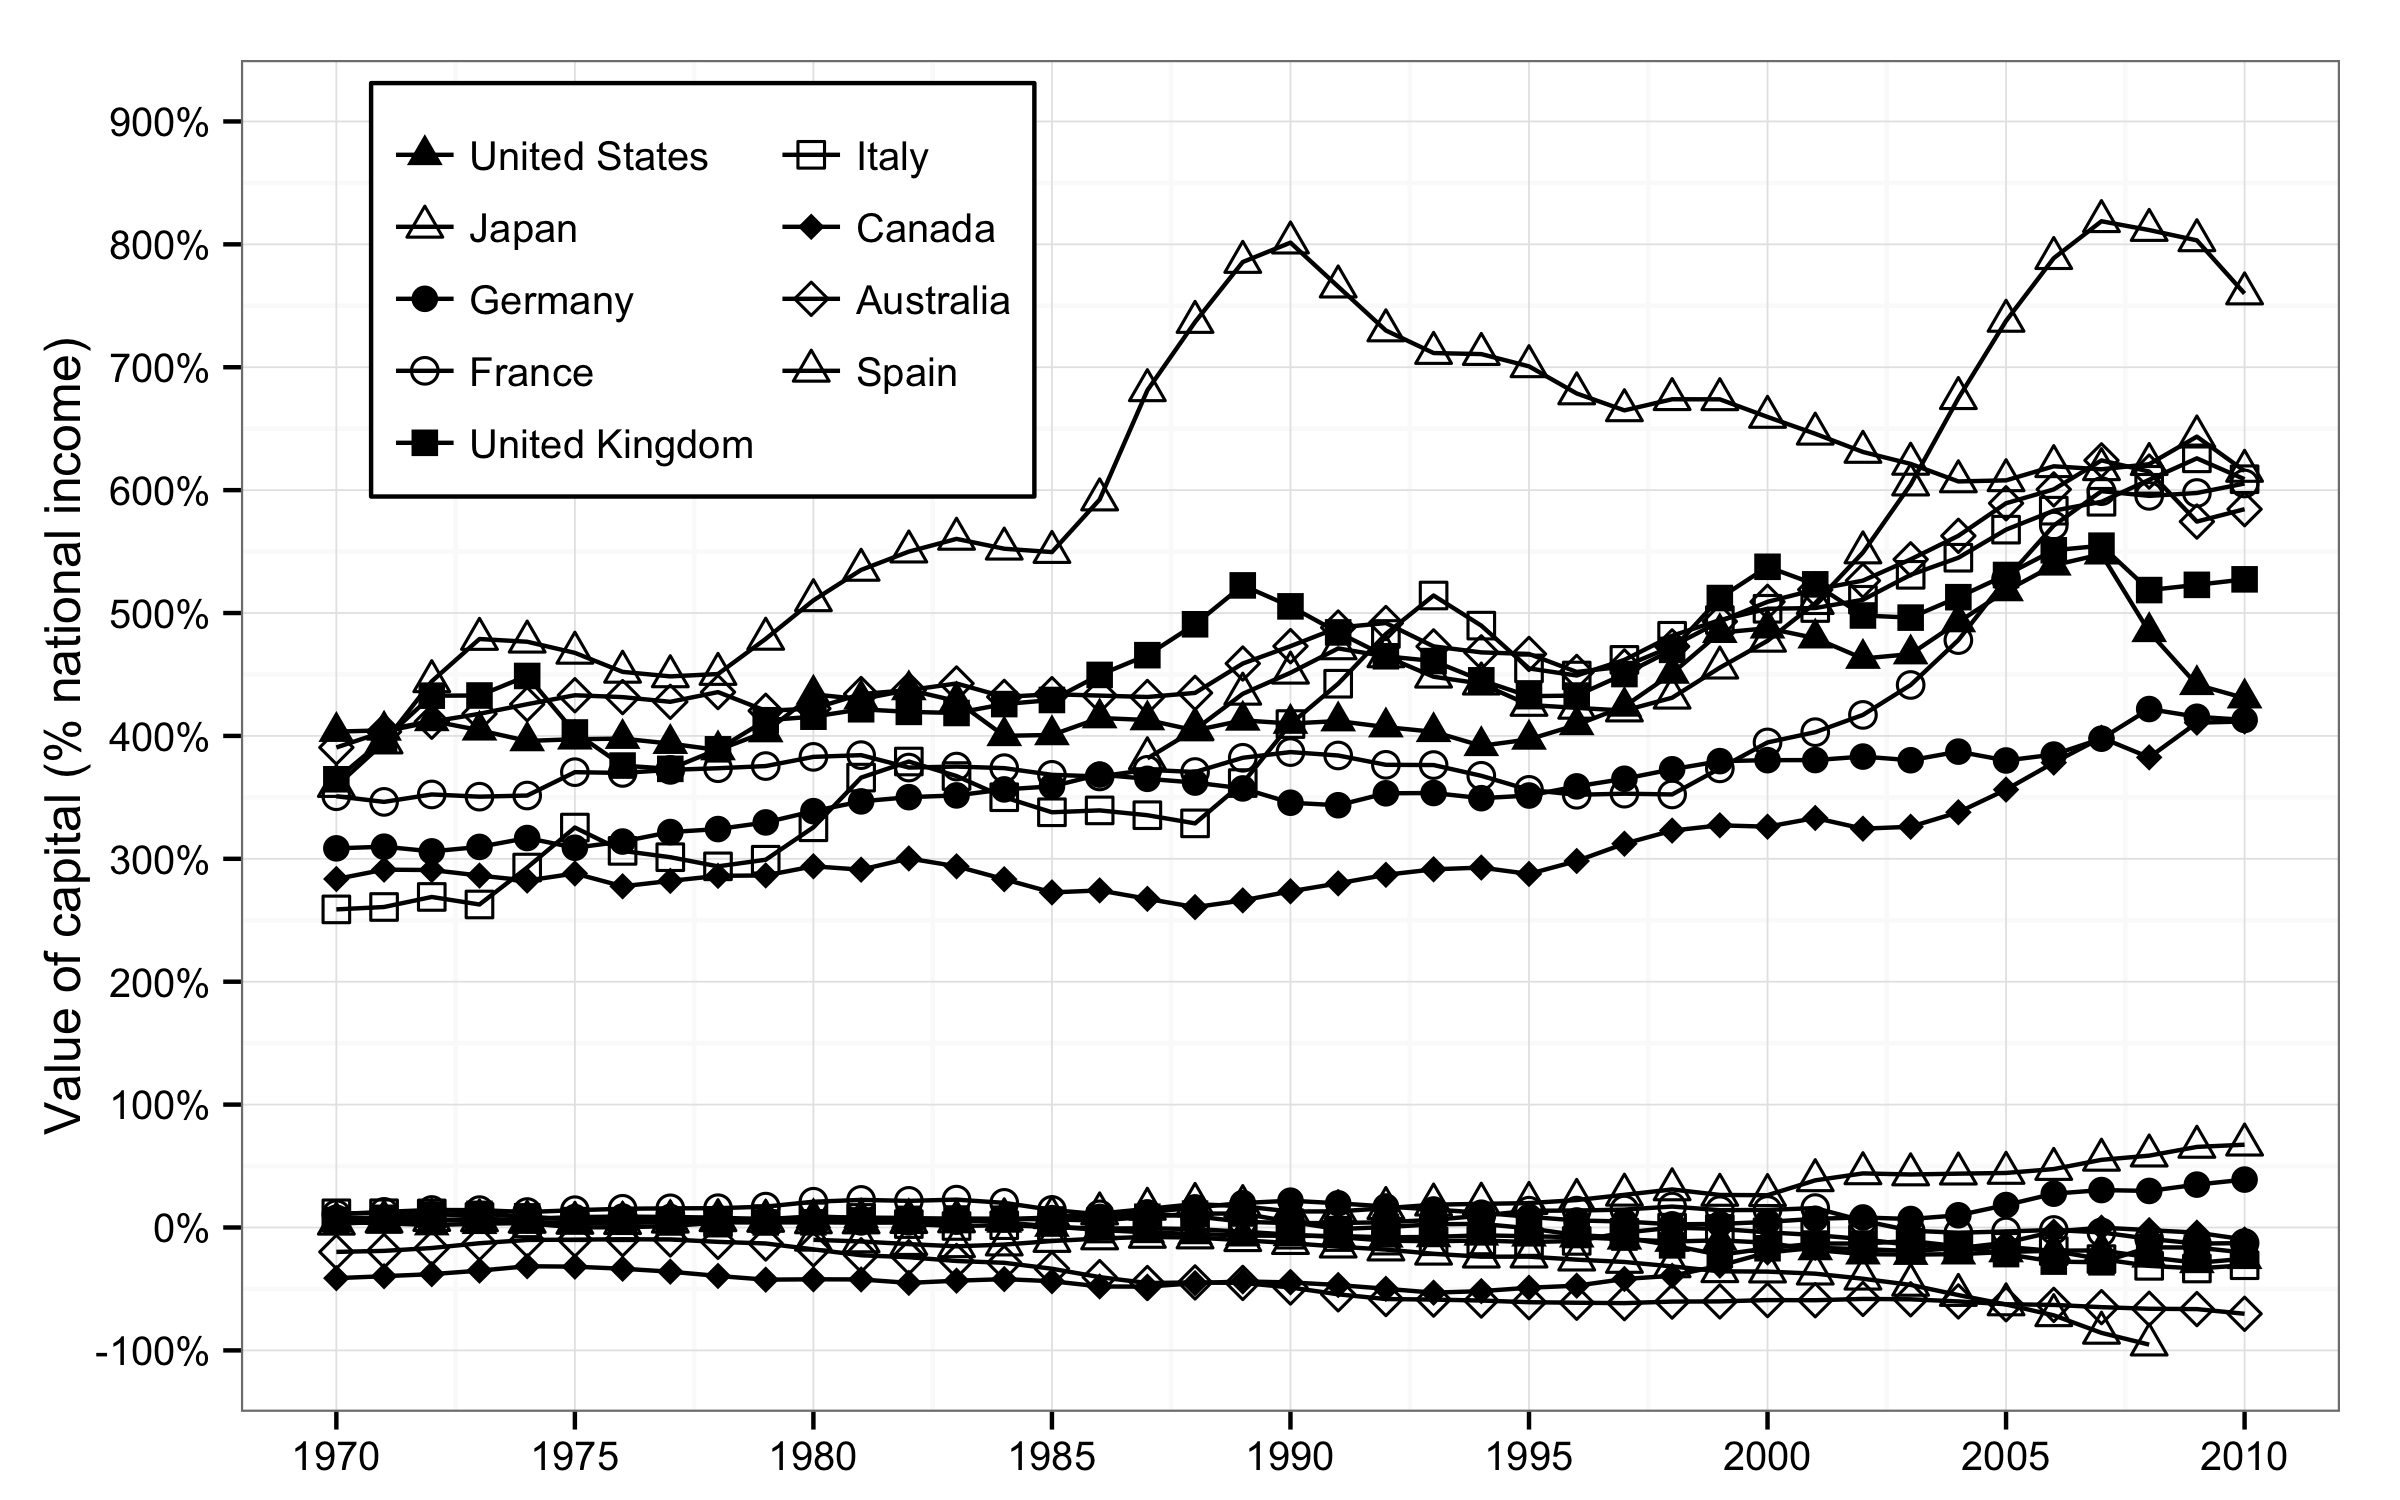 900%
800%
700%
600%
500%
400%
300%
200%
100%
0%
-100%
Value of capital (% national income)
United States
Japan
Germany
France
United Kingdom
Italy
Canada
Australia
Spain
1970 1975 1980 1985 1990 1995 2000 2005 2010